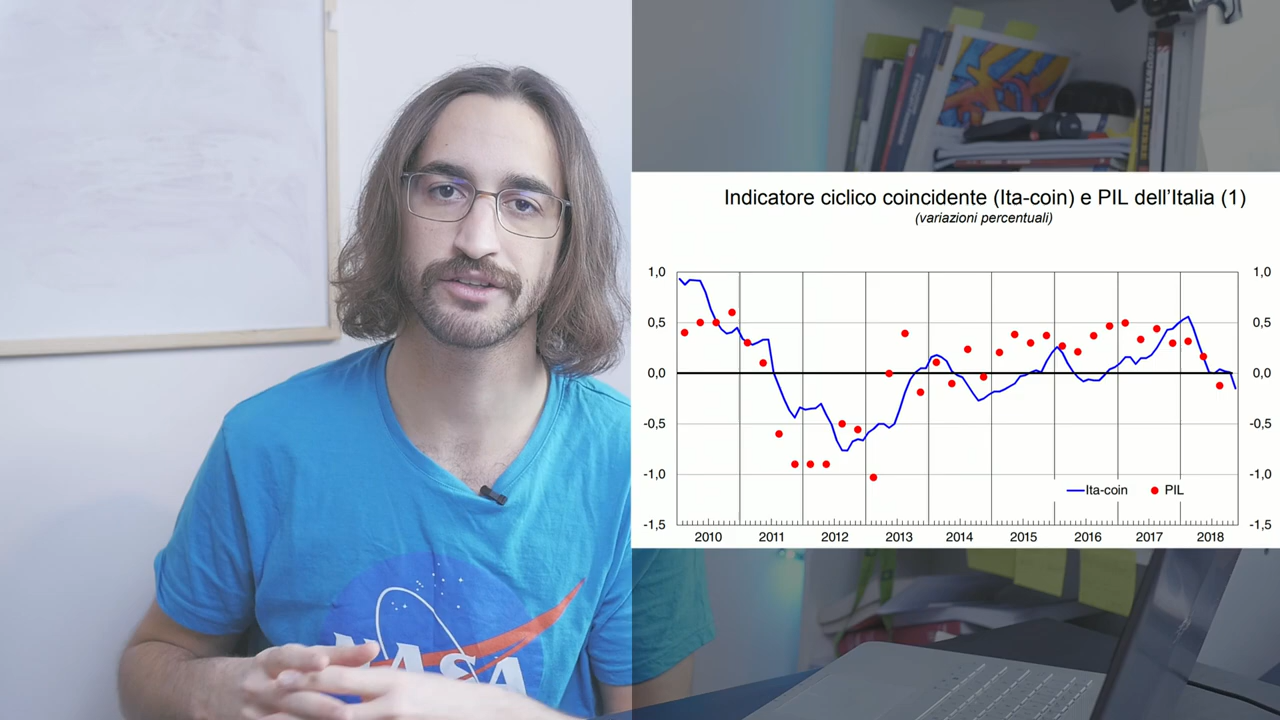 Indicatore ciclico coincidente (Ita-coin) e PIL dell'Italia (1)
(variazioni percentuali)
1,0 1,0
0,5 0,5
0,0 0,0
-0,5 -0,5
-1,0 -1,0
Ita-coin PIL
-1,5 -1,5
2010 2011 2012 2013 2014 2015 2016 2017 2018
NASA